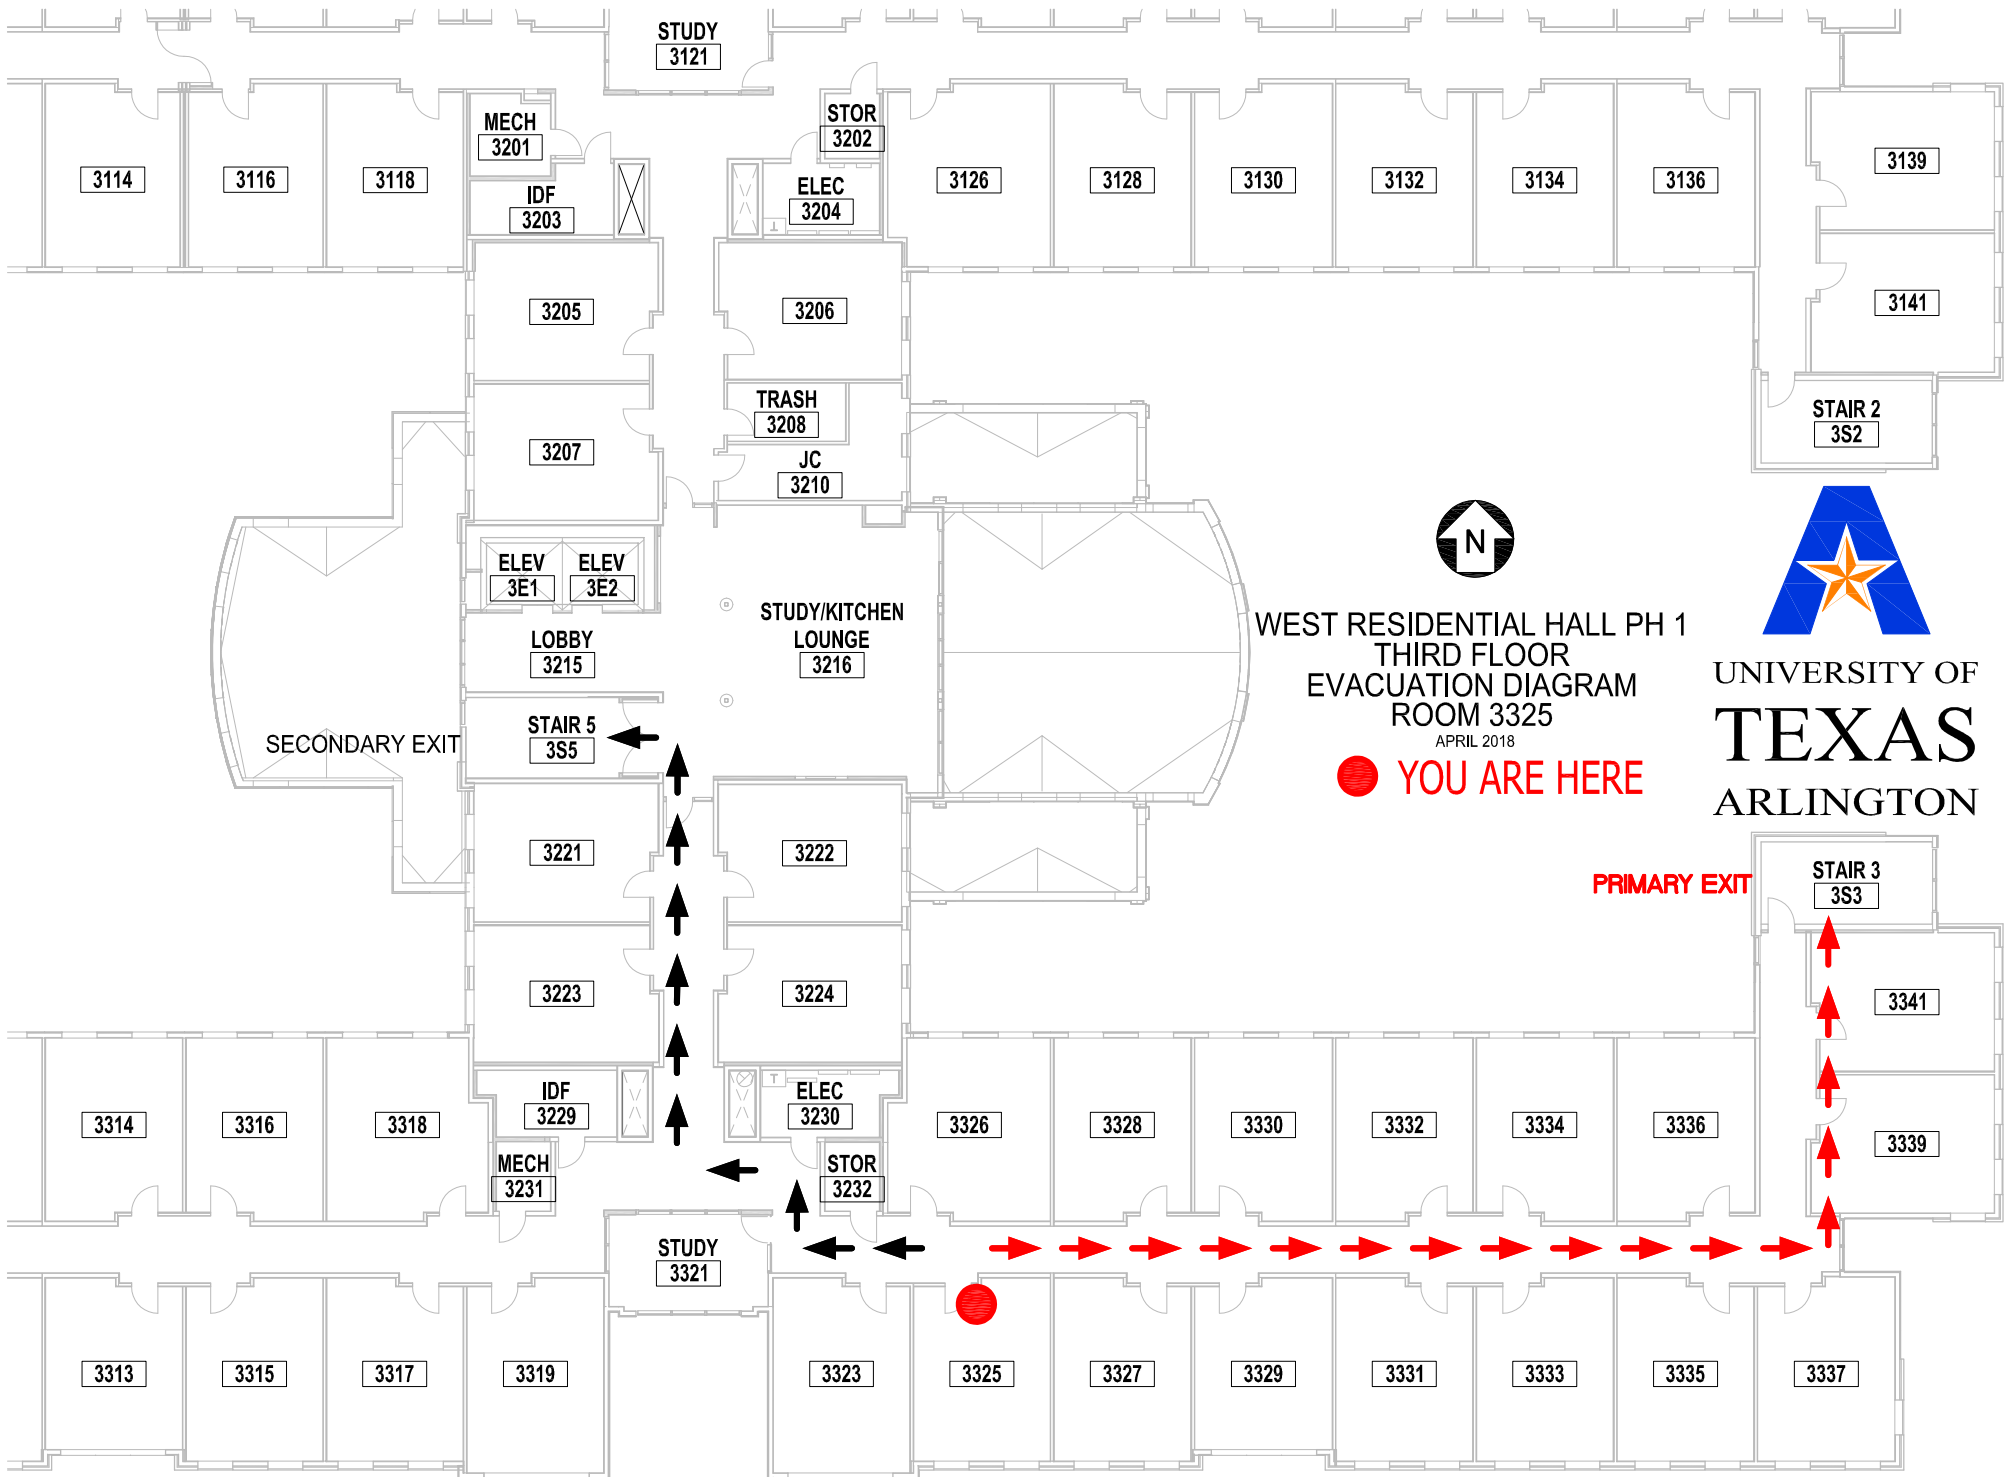 STUDY
3121
MECH
3201
STOR
3202
3114
3116
3118
IDF
3203
ELEC
3204
3126
3128
3130
3132
3134
3136
3139
3205
3206
3141
TRASH
3208
3207
JC
3210
STAIR 2
3S2
N
ELEV
3E1
ELEV
3E2
LOBBY
3215
STUDY/KITCHEN
LOUNGE
3216
WEST RESIDENTIAL HALL PH 1
THIRD FLOOR
EVACUATION DIAGRAM
ROOM 3325
APRIL 2018
YOU ARE HERE
UNIVERSITY OF
TEXAS
ARLINGTON
SECONDARY EXIT
STAIR 5
3S5
3221
3222
PRIMARY EXIT
STAIR 3
3S3
3223
3224
3341
IDF
3229
T
ELEC
3230
3314
3316
3318
3326
3328
3330
3332
3334
3336
3339
MECH
3231
STOR
3232
STUDY
3321
3313
3315
3317
3319
3323
3325
3327
3329
3331
3333
3335
3337